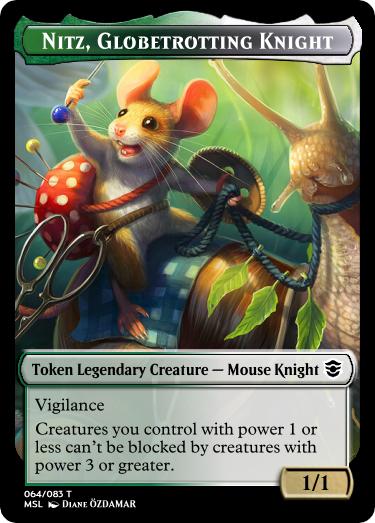 Nitz, Globetrotting Knight
Token Legendary Creature — Mouse Knight
Vigilance
Creatures you control with power 1 or
less can't be blocked by creatures with
power 3 or greater.
1/1
064/083 T
MSL Diane ÖZDAMAR